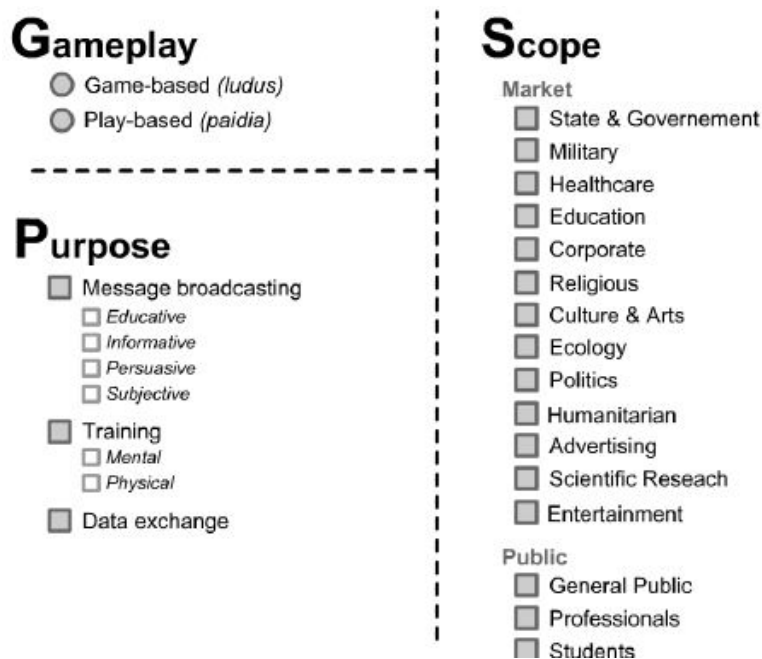 Gameplay
Game-based (ludus)
Play-based (paidia)
Purpose
Message broadcasting
Educative
Informative
Persuasive
Subjective
Training
Mental
Physical
Data exchange
Scope
Market
State & Governement
Military
Healthcare
Education
Corporate
Religious
Culture & Arts
Ecology
Politics
Humanitarian
Advertising
Scientific Reseach
Entertainment
Public
General Public
Professionals
Students